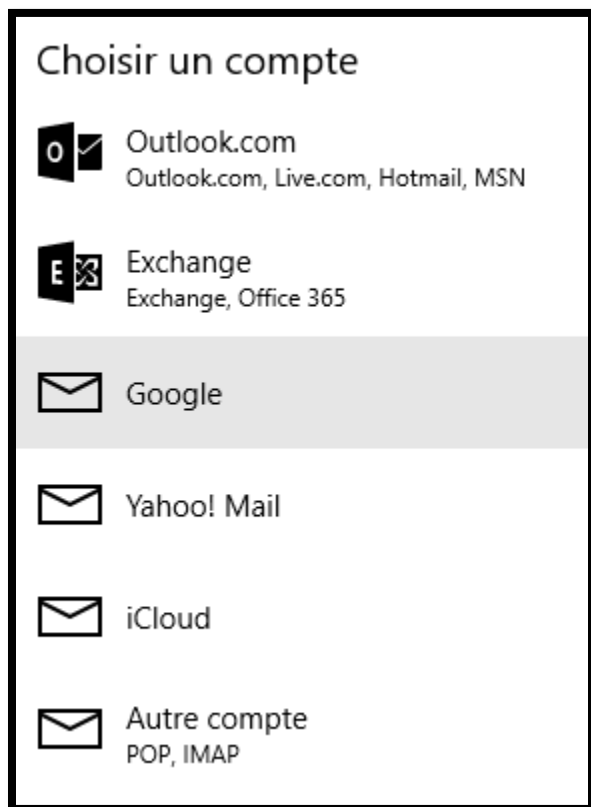 Choisir un compte
Outlook.com
Outlook.com, Live.com, Hotmail, MSN
Exchange
Exchange, Office 365
Google
Yahoo! Mail
iCloud
Autre compte
POP, IMAP